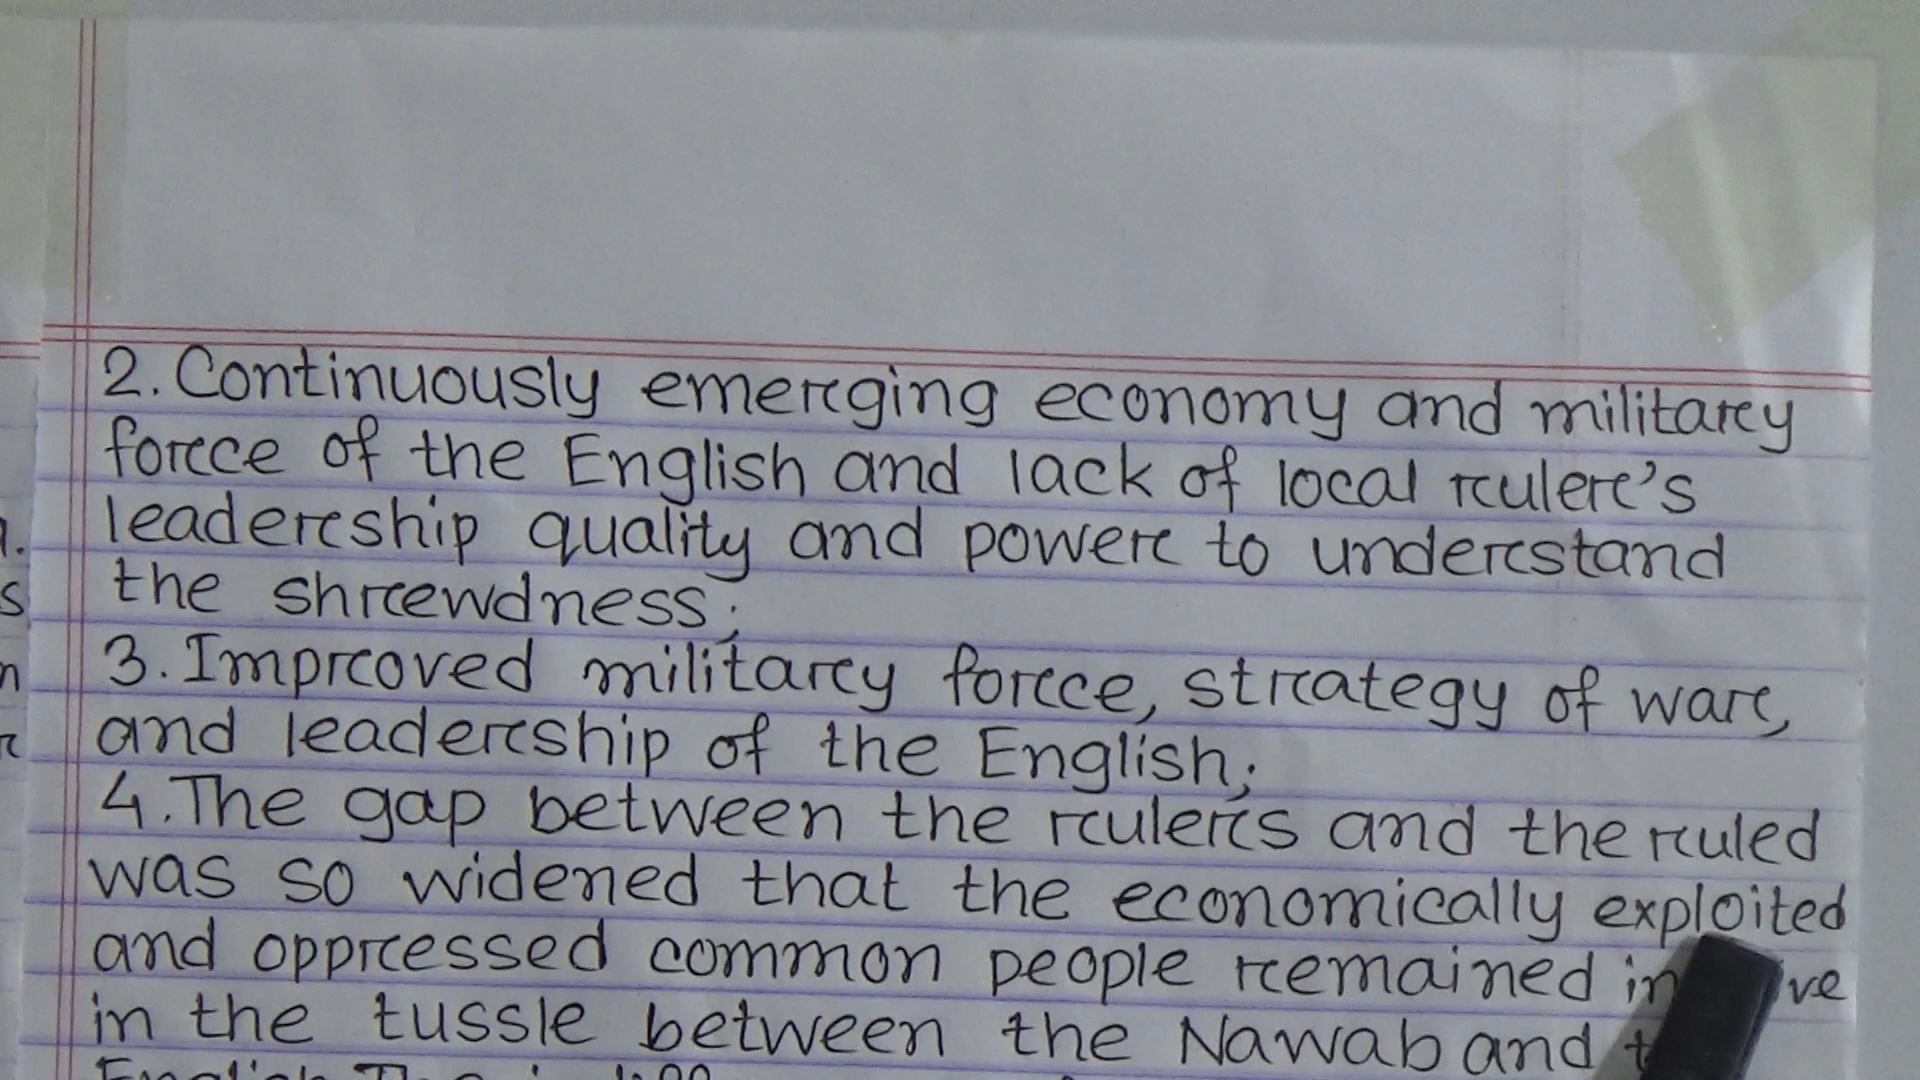 2. Continuously emerging economy and military
force of the English and lack of local ruler's
leadership quality and power to understand
the shrewdness;
3. Improved military force, strategy of war,
and leadership of the English;
4. The gap between the rulers and the ruled
was so widened that the economically exploited
and oppressed common people remained
in the tussle between the Nawab and